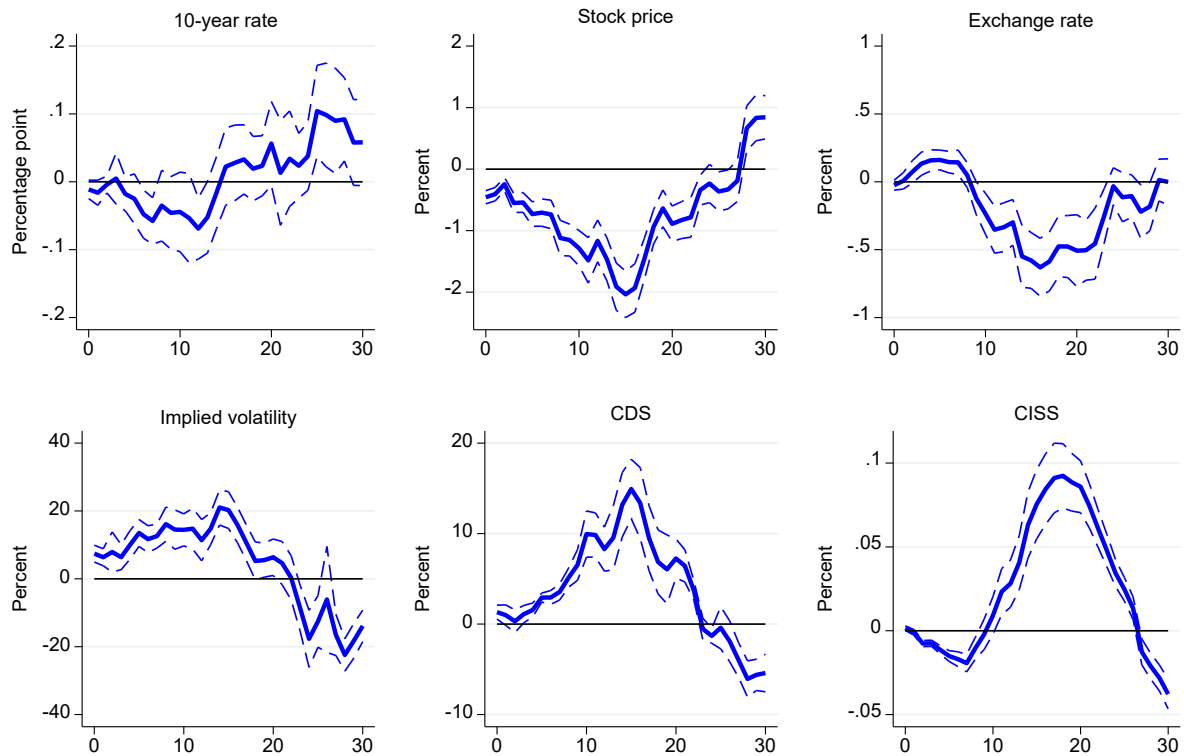 10-year rate
Percentage point
.2
.1
0
-.1
-.2
0 10 20 30
Stock price
Percent
2
1
0
-1
-2
0 10 20 30
Exchange rate
Percent
1
.5
0
-.5
-1
0 10 20 30
Implied volatility
Percent
40
20
0
-20
-40
0 10 20 30
CDS
Percent
20
10
0
-10
0 10 20 30
CISS
Percent
.1
.05
0
-.05
0 10 20 30